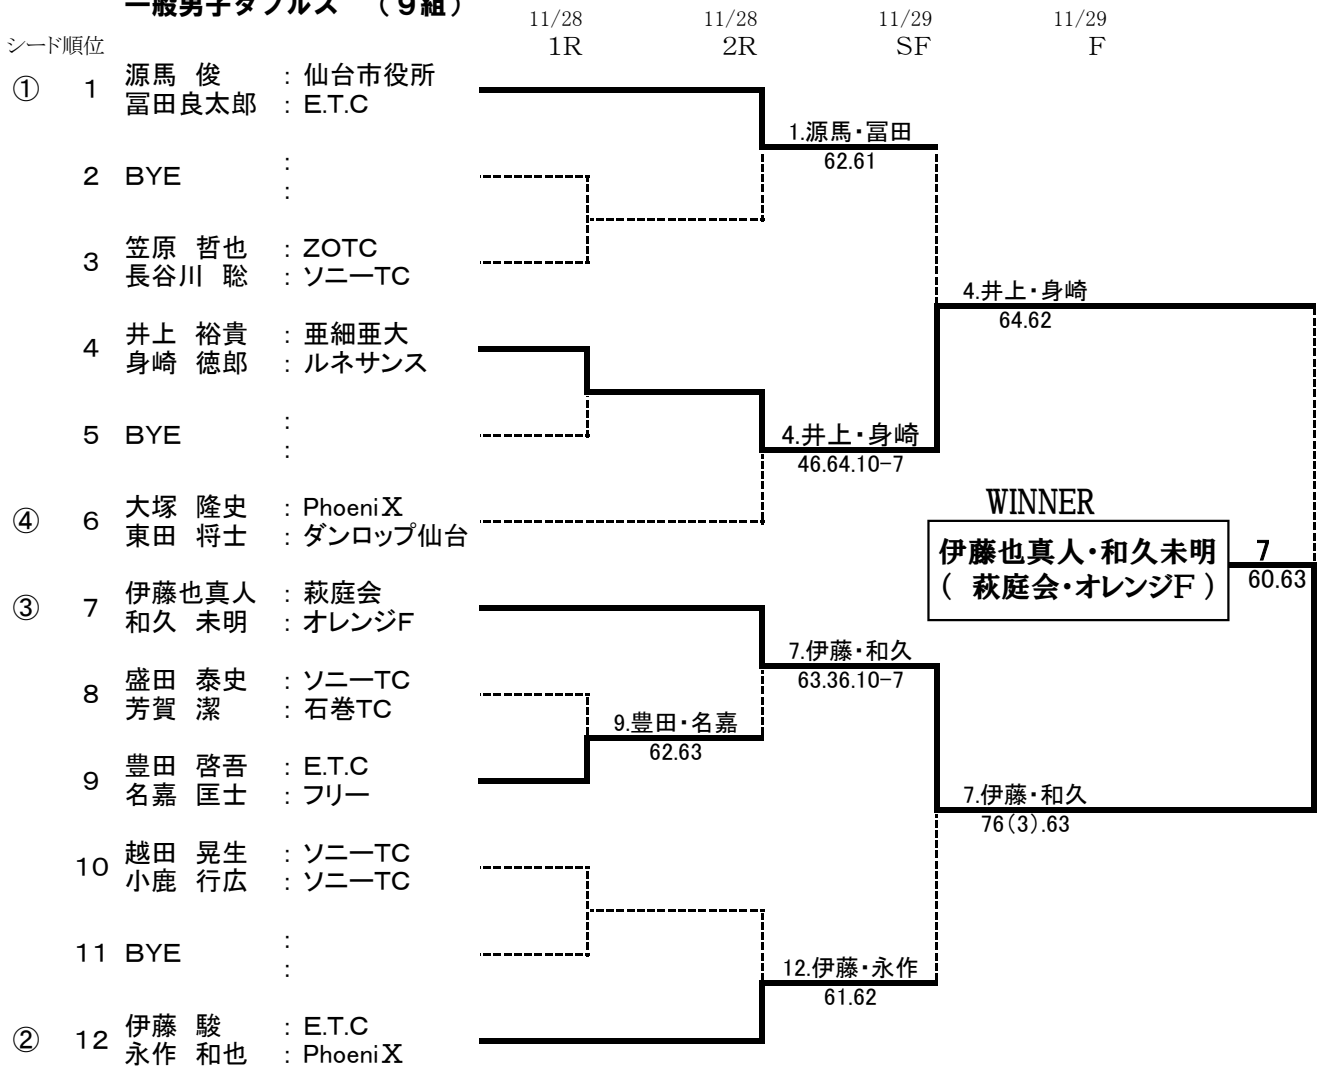 一般男子ダブルス （９組）
11/28 11/28 11/29 11/29
シード順位 1R 2R SF F
① 1 源馬 俊 : 仙台市役所
冨田良太郎 : E.T.C
1.源馬・冨田
62.61
2 BYE :
:
3 笠原 哲也 : ZOTC
長谷川 聡 : ソニーTC
4.井上・身崎
64.62
4 井上 裕貴 : 亜細亜大
身崎 徳郎 : ルネサンス
5 BYE :
:
4.井上・身崎
46.64.10-7
④ 6 大塚 隆史 : PhoeniX
東田 将士 : ダンロップ仙台
WINNER
伊藤也真人・和久未明 7
( 萩庭会・オレンジF ) 60.63
③ 7 伊藤也真人 : 萩庭会
和久 未明 : オレンジF
7.伊藤・和久
63.36.10-7
8 盛田 泰史 : ソニーTC
芳賀 潔 : 石巻TC
9.豊田・名嘉
62.63
9 豊田 啓吾 : E.T.C
名嘉 匡士 : フリー
7.伊藤・和久
76(3).63
10 越田 晃生 : ソニーTC
小鹿 行広 : ソニーTC
11 BYE :
:
12.伊藤・永作
61.62
② 12 伊藤 駿 : E.T.C
永作 和也 : PhoeniX